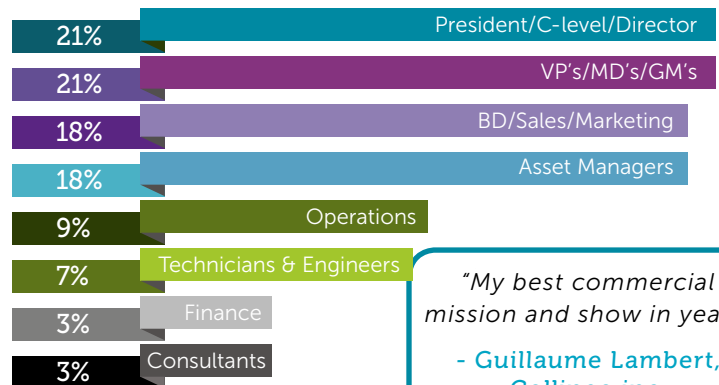 21% President/C-level/Director
21% VP's/MD's/GM's
18% BD/Sales/Marketing
18% Asset Managers
9% Operations
7% Technicians & Engineers
3% Finance
3% Consultants
"My best commercial
mission and show in
- Guillaume Lambert,